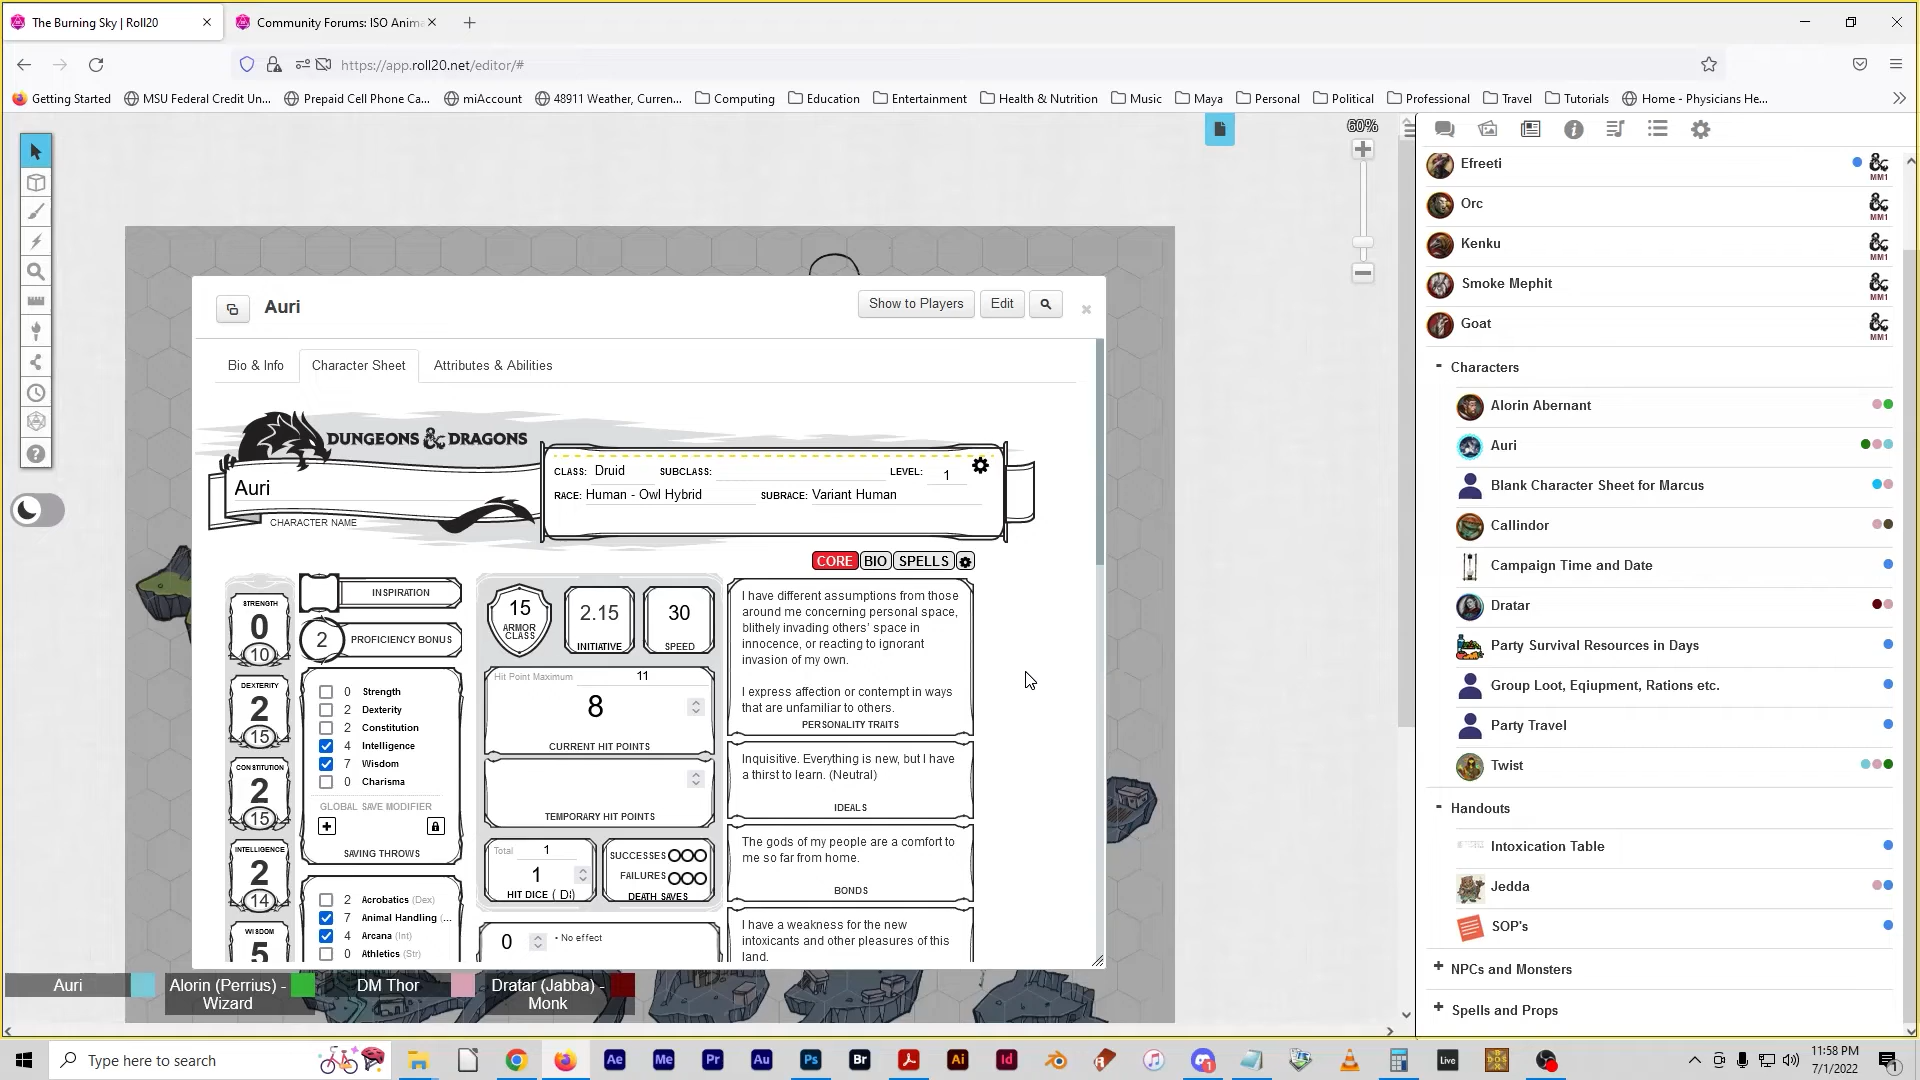 The Burning Sky | Roll20
Community Forums: ISO Anima
https://app.roll20.net/editor/#
Getting Started
MSU Federal Credit Un...
Prepaid Cell Phone Ca...
miAccount
48911 Weather, Curren...
Computing
Education
Entertainment
Health & Nutrition
Music
Maya
Personal
Political
Professional
Travel
Tutorials
Home - Physicians He...
60%
Efreeti
MM1
Orc
MM1
Kenku
MM1
Smoke Mephit
MM1
Goat
MM1
Characters
Alorin Abernant
Auri
Blank Character Sheet for Marcus
Callindor
Campaign Time and Date
Dratar
Party Survival Resources in Days
Group Loot, Eqiupment, Rations etc.
Party Travel
Twist
Handouts
Intoxication Table
Jedda
SOP's
NPCs and Monsters
Spells and Props
Auri
Show to Players
Edit
Bio & Info
Character Sheet
Attributes & Abilities
DUNGEONS & DRAGONS
Auri
CHARACTER NAME
CLASS: Druid SUBCLASS: LEVEL: 1
RACE: Human - Owl Hybrid SUBRACE: Variant Human
CORE BIO SPELLS
STRENGTH
0
10
DEXTERITY
2
15
CONSTITUTION
2
15
INTELLIGENCE
2
14
WISDOM
5
INSPIRATION
2 PROFICIENCY BONUS
0 Strength
2 Dexterity
2 Constitution
4 Intelligence
7 Wisdom
0 Charisma
GLOBAL SAVE MODIFIER
SAVING THROWS
2 Acrobatics (Dex)
7 Animal Handling (...
4 Arcana (Int)
0 Athletics (Str)
15
ARMOR
CLASS
2.15
INITIATIVE
30
SPEED
Hit Point Maximum 11
8
CURRENT HIT POINTS
TEMPORARY HIT POINTS
Total 1
1
HIT DICE
SUCCESSES
FAILURES
DEATH SAVES
0
• No effect
I have different assumptions from those
around me concerning personal space,
blithely invading others' space in
innocence, or reacting to ignorant
invasion of my own.
I express affection or contempt in ways
that are unfamiliar to others.
PERSONALITY TRAITS
Inquisitive. Everything is new, but I have
a thirst to learn. (Neutral)
IDEALS
The gods of my people are a comfort to
me so far from home.
BONDS
I have a weakness for the new
intoxicants and other pleasures of this
land.
Auri
Alorin (Perrius) -
Wizard
DM Thor
Dratar (Jabba) -
Monk
Type here to search
Ae
Me
Pr
Au
Ps
Br
Ai
Id
Live
11:58 PM
7/1/2022